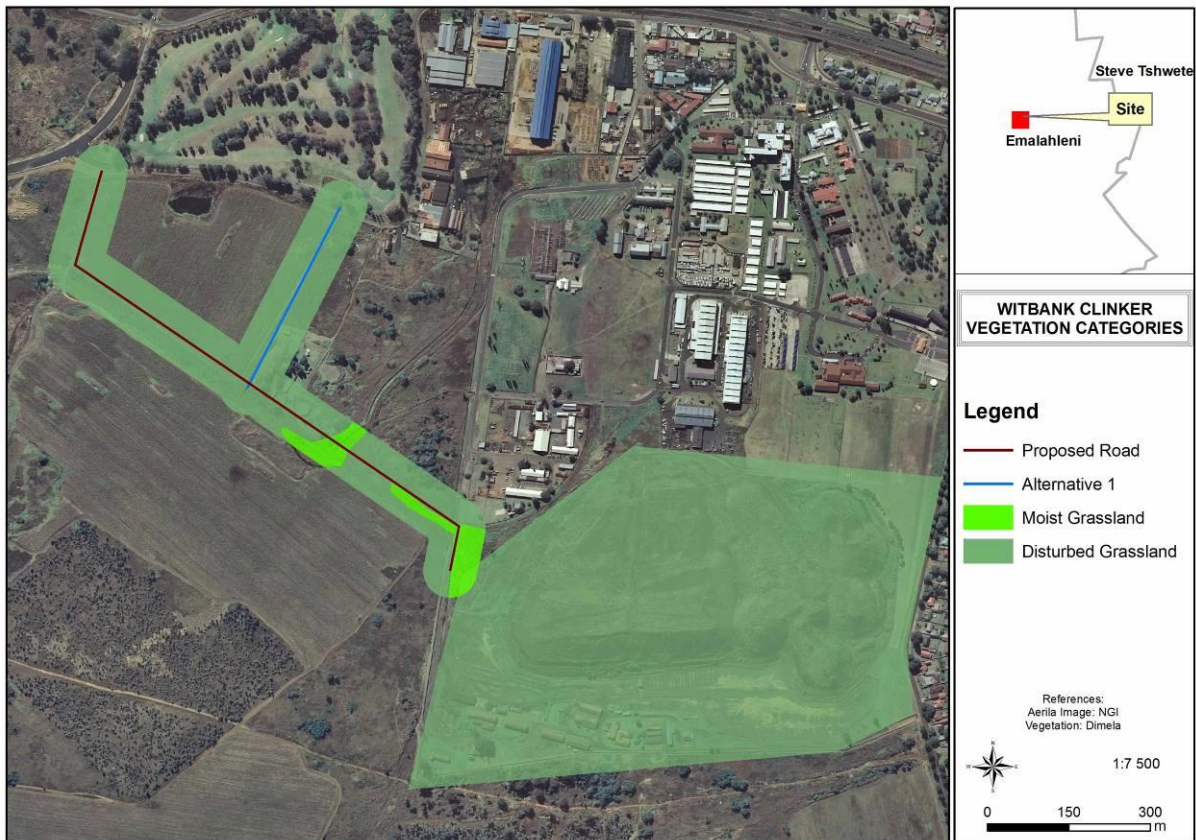 Steve Tshwete
Site
Emalahleni
WITBANK CLINKER
VEGETATION CATEGORIES
Legend
Proposed Road
Alternative 1
Moist Grassland
Disturbed Grassland
References:
Aerila Image: NGI
Vegetation: Dimela
N
W
E
S
1:7 500
0 150 300
m